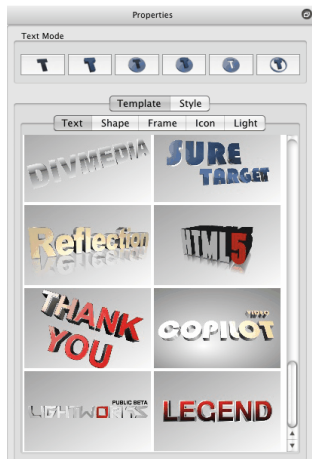 Properties
Text Mode
T T T T T T
Template Style
Text Shape Frame Icon Light
DIVMEDIA
SURE
TARGET
Reflection
HTML5
THANK
YOU
VIDEO
COPILOT
PUBLIC BETA
LIGHTWORKS
LEGEND